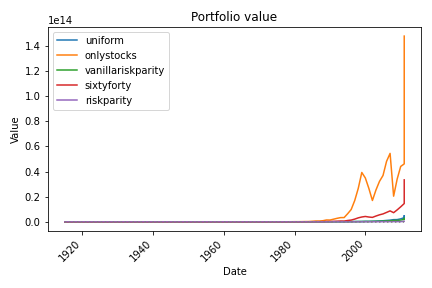 Portfolio value
1e14
uniform
onlystocks
vanillariskparity
sixtyforty
riskparity
1.4
1.2
1.0
0.8
0.6
0.4
0.2
0.0
Value
1920
1940
1960
1980
2000
Date